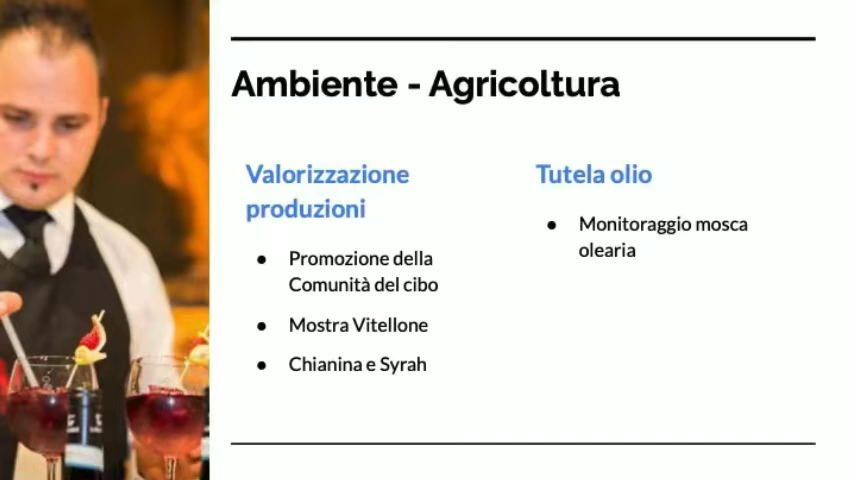 Ambiente - Agricoltura
Valorizzazione
produzioni
● Promozione della
Comunità del cibo
● Mostra Vitellone
● Chianina e Syrah
Tutela olio
● Monitoraggio mosca
olearia